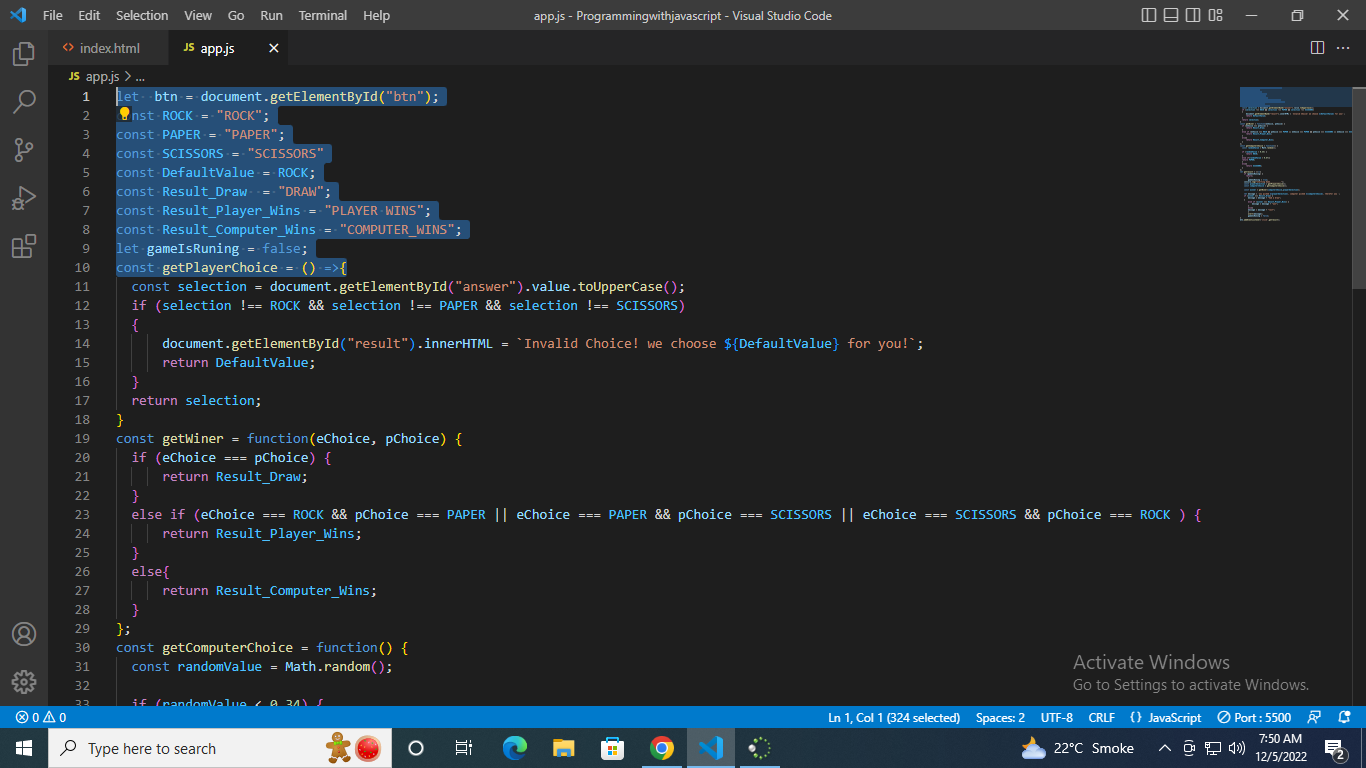 File Edit Selection View Go Run Terminal Help app.js - Programmingwithjavascript - Visual Studio Code
<> index.html JS app.js
JS app.js > ...
1 let btn = document.getElementById("btn");
2 nst ROCK = "ROCK";
3 const PAPER = "PAPER";
4 const SCISSORS = "SCISSORS"
5 const DefaultValue = ROCK;
6 const Result_Draw = "DRAW";
7 const Result_Player_Wins = "PLAYER WINS";
8 const Result_Computer_Wins = "COMPUTER_WINS";
9 let gameIsRuning = false;
10 const getPlayerChoice = () =>{
11 const selection = document.getElementById("answer").value.toUpperCase();
12 if (selection !== ROCK && selection !== PAPER && selection !== SCISSORS)
13 {
14 document.getElementById("result").innerHTML = `Invalid Choice! we choose ${DefaultValue} for you!`;
15 return DefaultValue;
16 }
17 return selection;
18 }
19 const getWiner = function(eChoice, pChoice) {
20 if (eChoice === pChoice) {
21 return Result_Draw;
22 }
23 else if (eChoice === ROCK && pChoice === PAPER || eChoice === PAPER && pChoice === SCISSORS || eChoice === SCISSORS && pChoice === ROCK ) {
24 return Result_Player_Wins;
25 }
26 else{
27 return Result_Computer_Wins;
28 }
29 };
30 const getComputerChoice = function() {
31 const randomValue = Math.random();
32
33 if (randomValue < 0.34) {
Activate Windows
Go to Settings to activate Windows.
0 0 Ln 1, Col 1 (324 selected) Spaces: 2 UTF-8 CRLF {} JavaScript Port : 5500
Type here to search 22°C Smoke 7:50 AM
12/5/2022 2